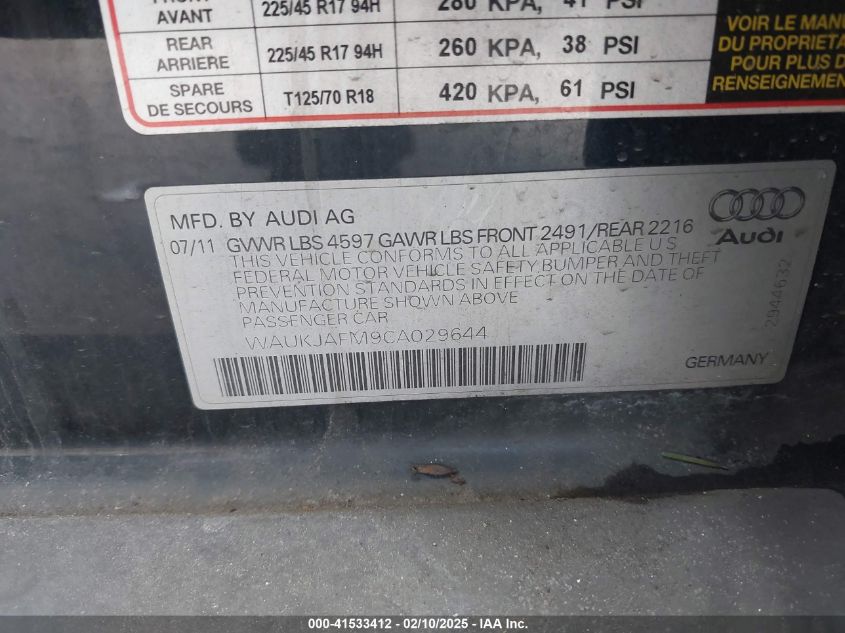 AVANT 225/45 R17 94H 280 KPA, 41 PSI
REAR
ARRIERE 225/45 R17 94H 260 KPA, 38 PSI
SPARE
DE SECOURS T125/70 R18 420 KPA, 61 PSI
VOIR LE MANU
DU PROPRIETA
POUR PLUS D
RENSEIGNEME
MFD. BY AUDI AG
07/11 GVWR LBS 4597 GAWR LBS FRONT 2491/REAR 2216
THIS VEHICLE CONFORMS TO ALL APPLICABLE U.S.
FEDERAL MOTOR VEHICLE SAFETY,BUMPER AND THEFT
PREVENTION STANDARDS IN EFFECT ON THE DATE OF
MANUFACTURE SHOWN ABOVE
PASSENGER CAR
WAUKJAFM9CA029644
Audi
2944632
GERMANY
000-41533412 - 02/10/2025 - IAA Inc.